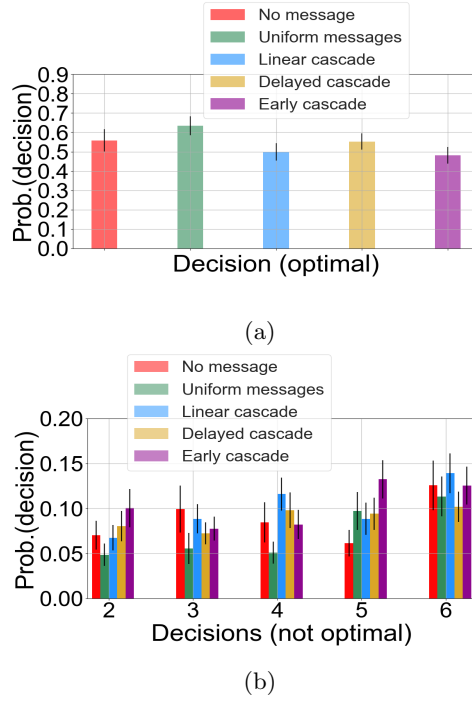 No message
Uniform messages
Linear cascade
Delayed cascade
Early cascade
Prob.(decision)
0.9
0.8
0.7
0.6
0.5
0.4
0.3
0.2
0.1
0.0
Decision (optimal)
(a)
No message
Uniform messages
Linear cascade
Delayed cascade
Early cascade
Prob.(decision)
0.20
0.15
0.10
0.05
0.00
2 3 4 5 6
Decisions (not optimal)
(b)